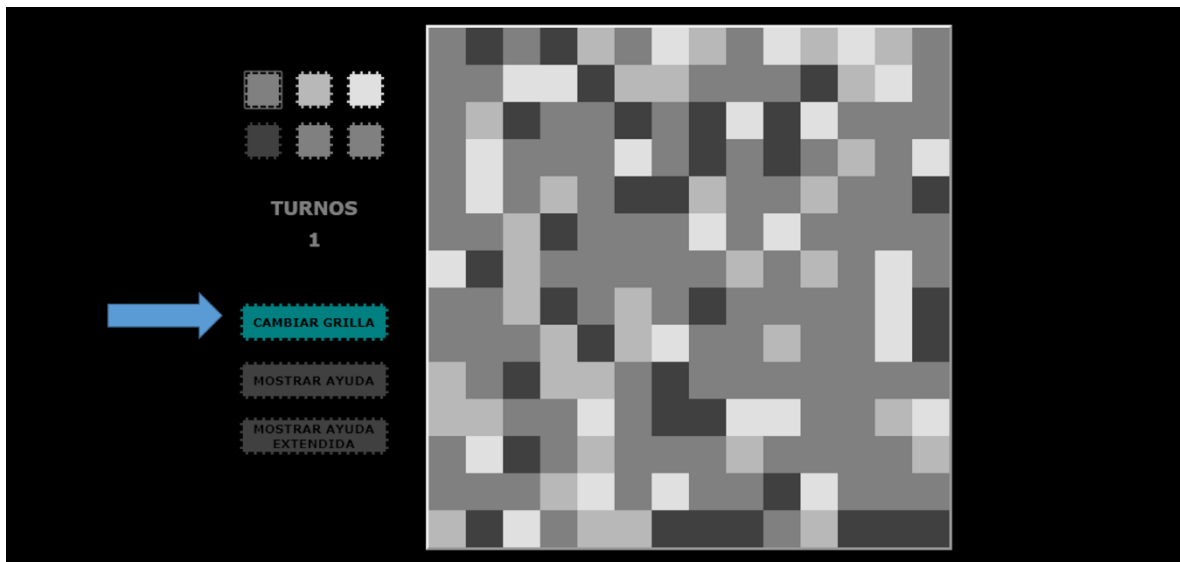 TURNOS
1
CAMBIAR GRILLA
MOSTRAR AYUDA
MOSTRAR AYUDA
EXTENDIDA